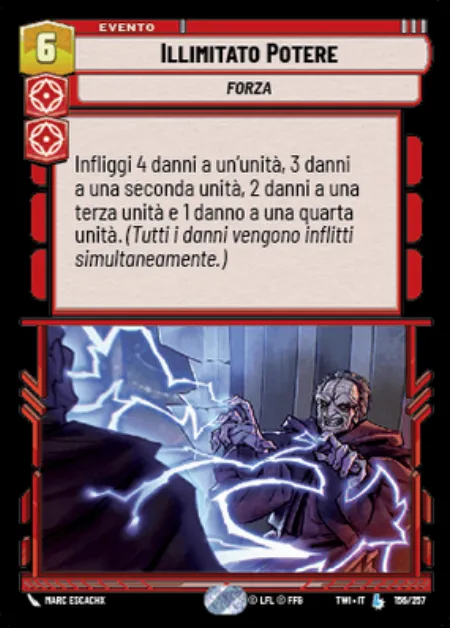 EVENTO
6
ILLIMITATO POTERE
FORZA
Infliggi 4 danni a un'unità, 3 danni
a una seconda unità, 2 danni a una
terza unità e 1 danno a una quarta
unità. (Tutti i danni vengono inflitti
simultaneamente.)
MARC ESCACHX
© LFL © FFG
TWI • IT
L
156/257